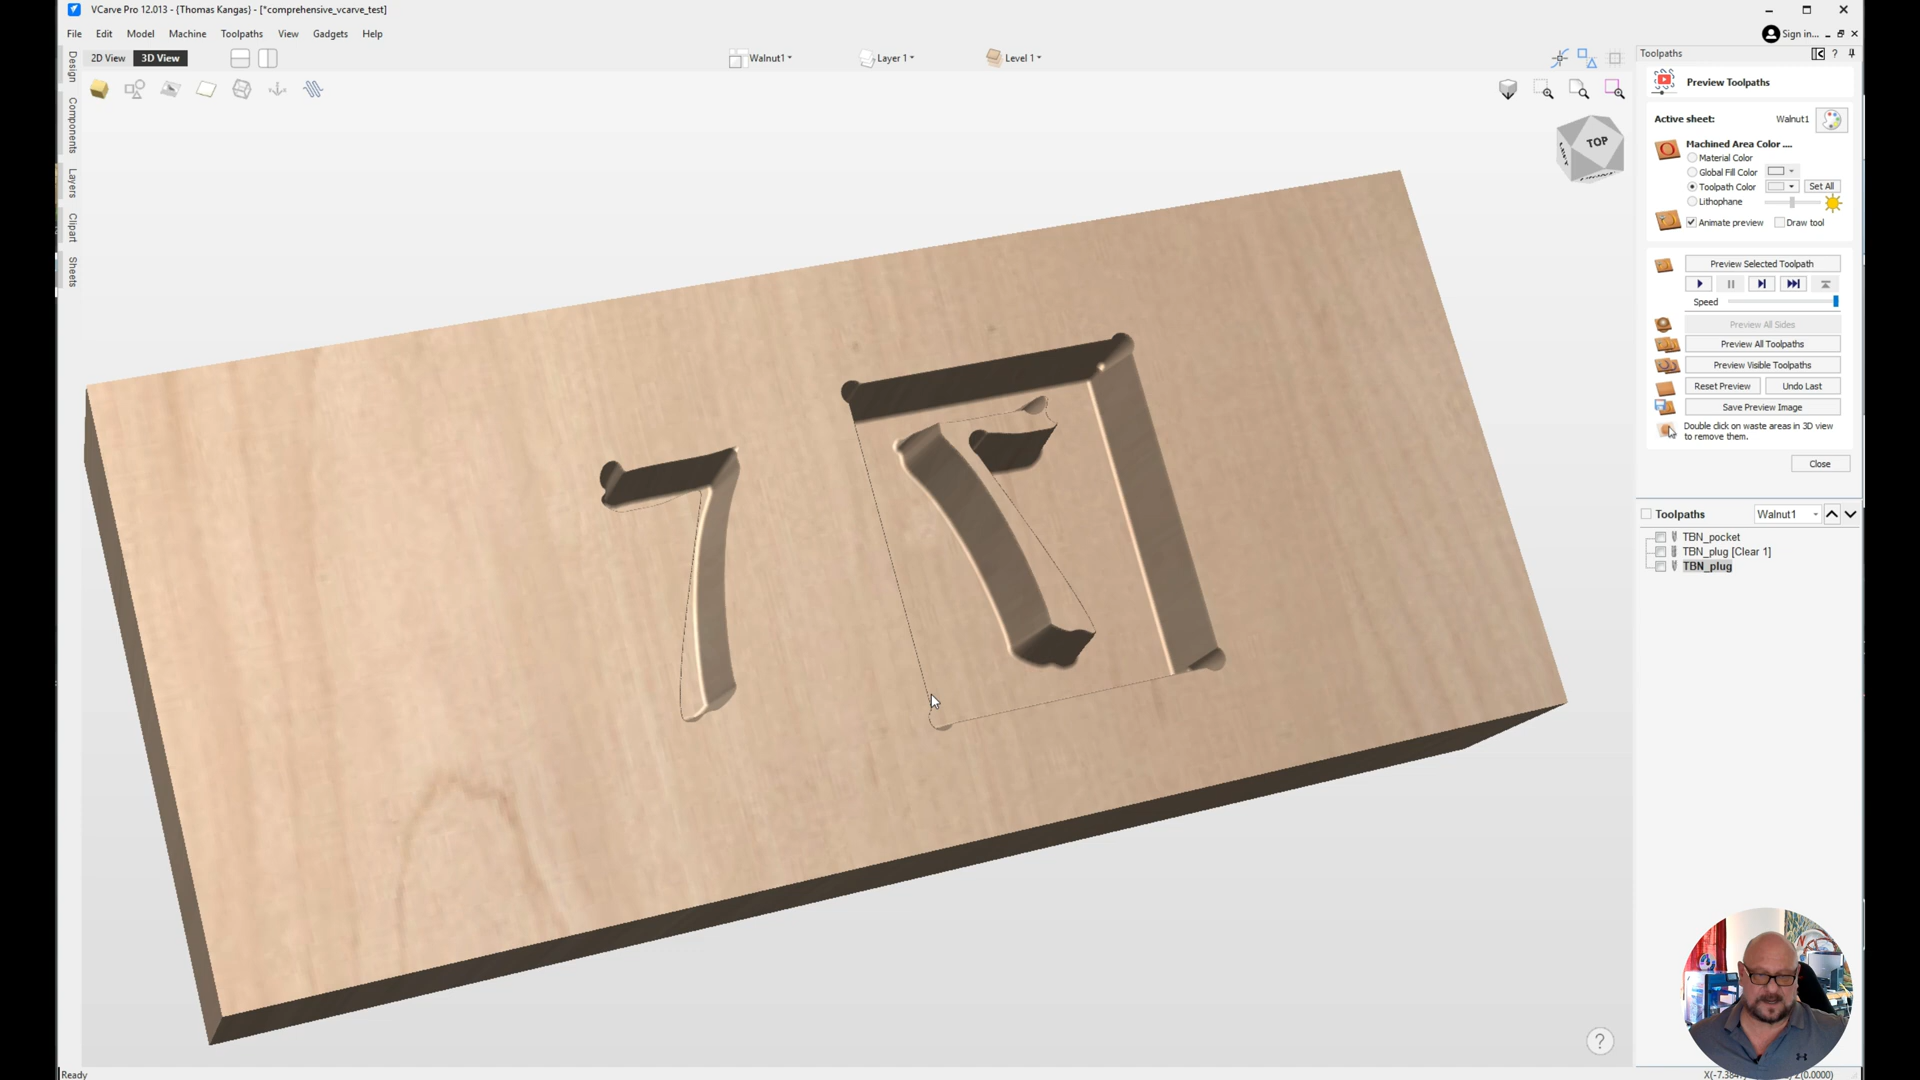 VCarve Pro 12.013 - {Thomas Kangas} - [*comprehensive_vcarve_test]
File Edit Model Machine Toolpaths View Gadgets Help
Sign in...
2D View 3D View
Walnut1
Layer 1
Level 1
Design
Components
Layers
Clipart
Sheets
TOP
7
7
Toolpaths
Preview Toolpaths
Active sheet: Walnut1
Machined Area Color ....
Material Color
Global Fill Color
Toolpath Color Set All
Lithophane
Animate preview Draw tool
Preview Selected Toolpath
Speed
Preview All Sides
Preview All Toolpaths
Preview Visible Toolpaths
Reset Preview Undo Last
Save Preview Image
Double click on waste areas in 3D view
to remove them.
Close
Toolpaths Walnut1
TBN_pocket
TBN_plug [Clear 1]
TBN_plug
?
Ready